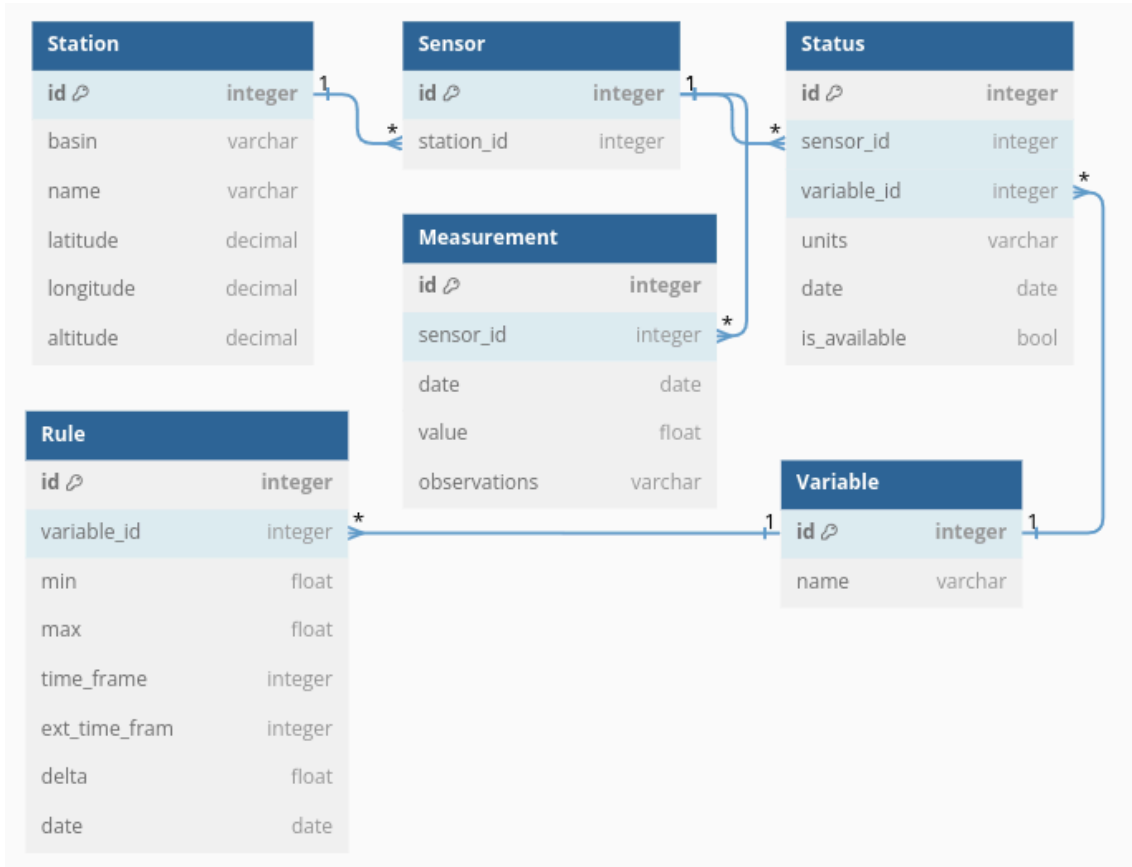 Station
id integer
basin varchar
name varchar
latitude decimal
longitude decimal
altitude decimal
1
*
Sensor
id integer
station_id integer
1
*
Status
id integer
sensor_id integer
variable_id integer
units varchar
date date
is_available bool
*
Measurement
id integer
sensor_id integer
date date
value float
observations varchar
*
Rule
id integer
variable_id integer
min float
max float
time_frame integer
ext_time_fram integer
delta float
date date
*
1
Variable
id integer
name varchar
1